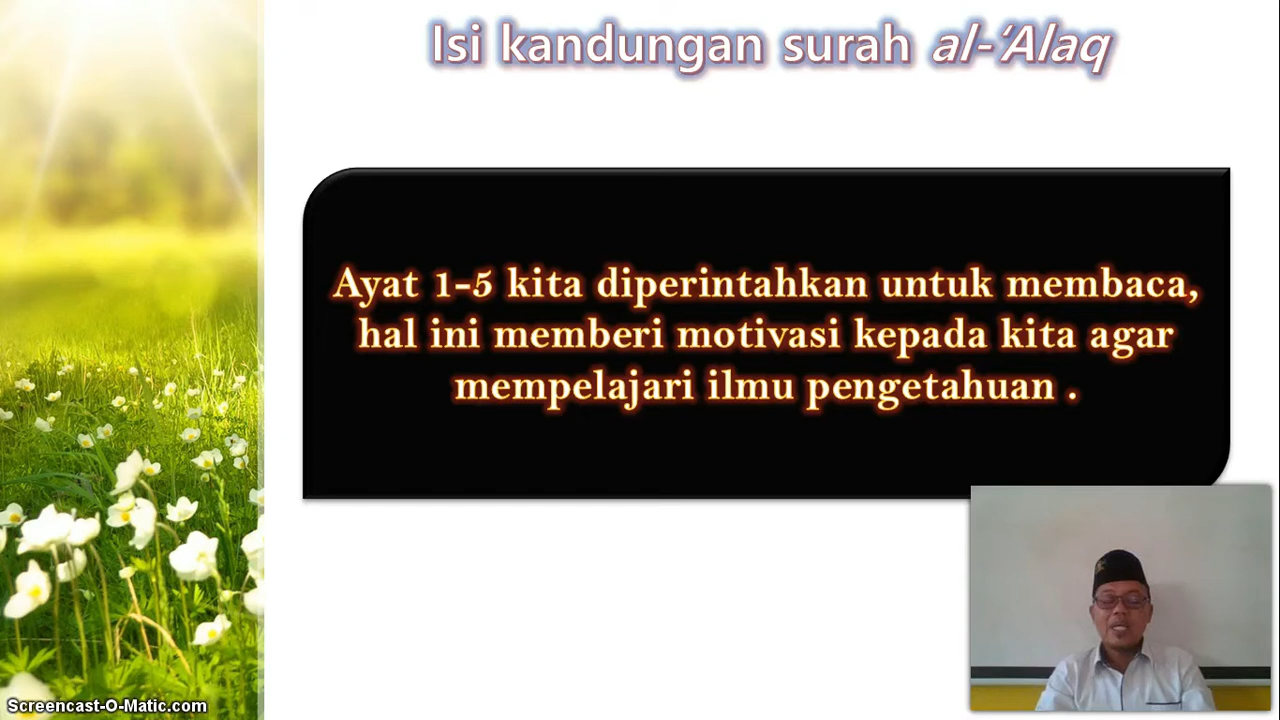 Isi kandungan surah al-‘Alaq
Ayat 1-5 kita diperintahkan untuk membaca,
hal ini memberi motivasi kepada kita agar
mempelajari ilmu pengetahuan .
Screencast-O-Matic.com